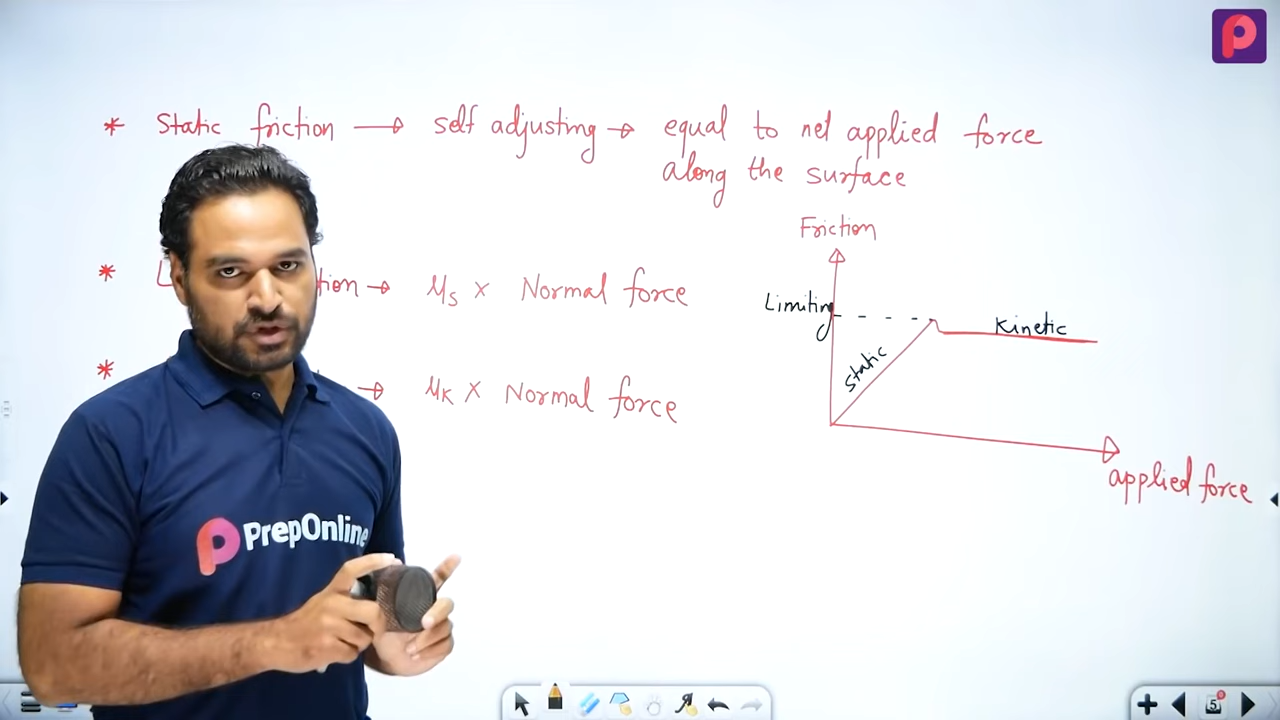 * Static friction → self adjusting → equal to net applied force
along the surface
Friction
* L tion → μs × Normal force
Limiting
Kinetic
static
* → μK × Normal force
applied force
PrepOnline
5